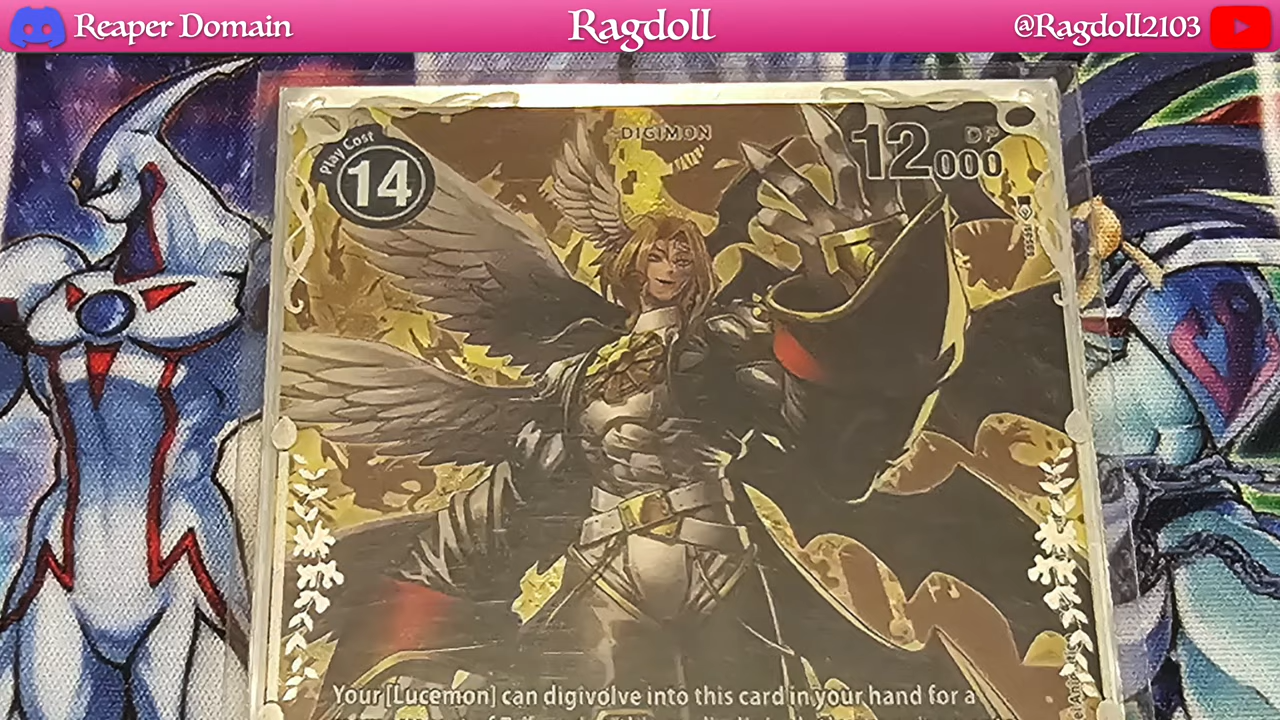 Reaper Domain
Ragdoll
@Ragdoll2103
Play Cost
14
DIGIMON
12000
DP
Your [Lucemon] can digivolve into this card in your hand for a